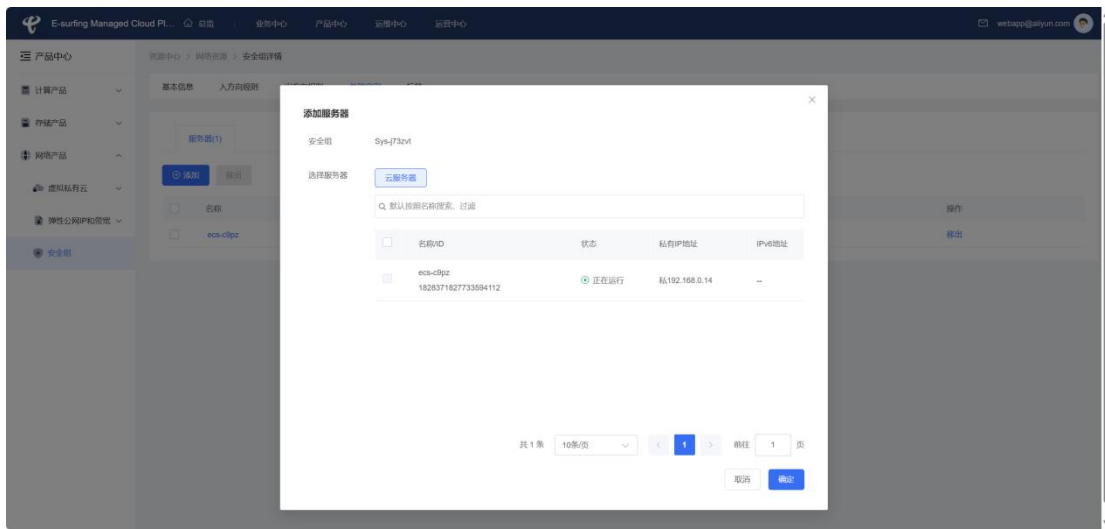 E-surfing Managed Cloud Pl... 总览 业务中心 产品中心 运维中心 运营中心 webapp@aliyun.com
产品中心
资源中心 > 网络资源 > 安全组详情
计算产品
基本信息 入方向规则
存储产品
网络产品
虚拟私有云
弹性公网IP和带宽
安全组
服务器(1)
添加 移出
名称 操作
ecs-c9pz 移出
添加服务器
安全组 Sys-j73zvt
选择服务器 云服务器
默认按照名称搜索、过滤
名称/ID 状态 私有IP地址 IPv6地址
ecs-c9pz
1828371827733594112
正在运行 私192.168.0.14 --
共 1 条 10条/页 < 1 > 前往 1 页
取消 确定